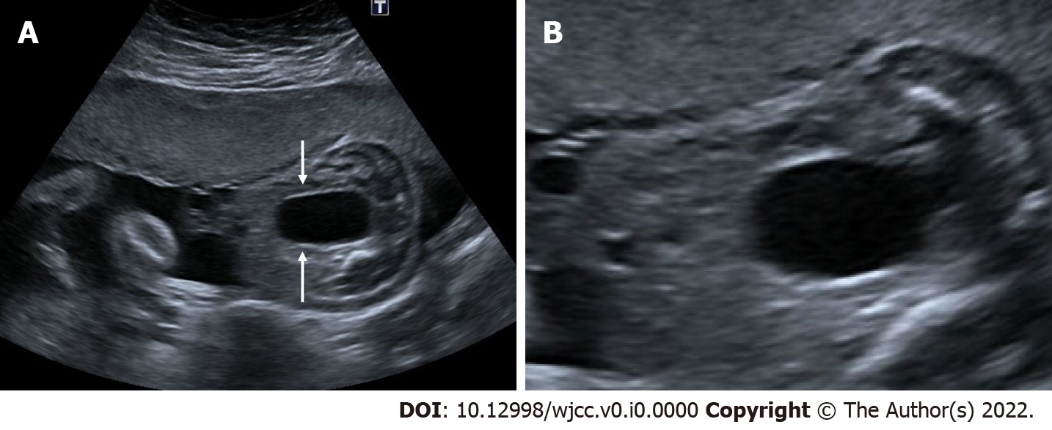 A
T
B
DOI: 10.12998/wjcc.v0.i0.0000 Copyright © The Author(s) 2022.